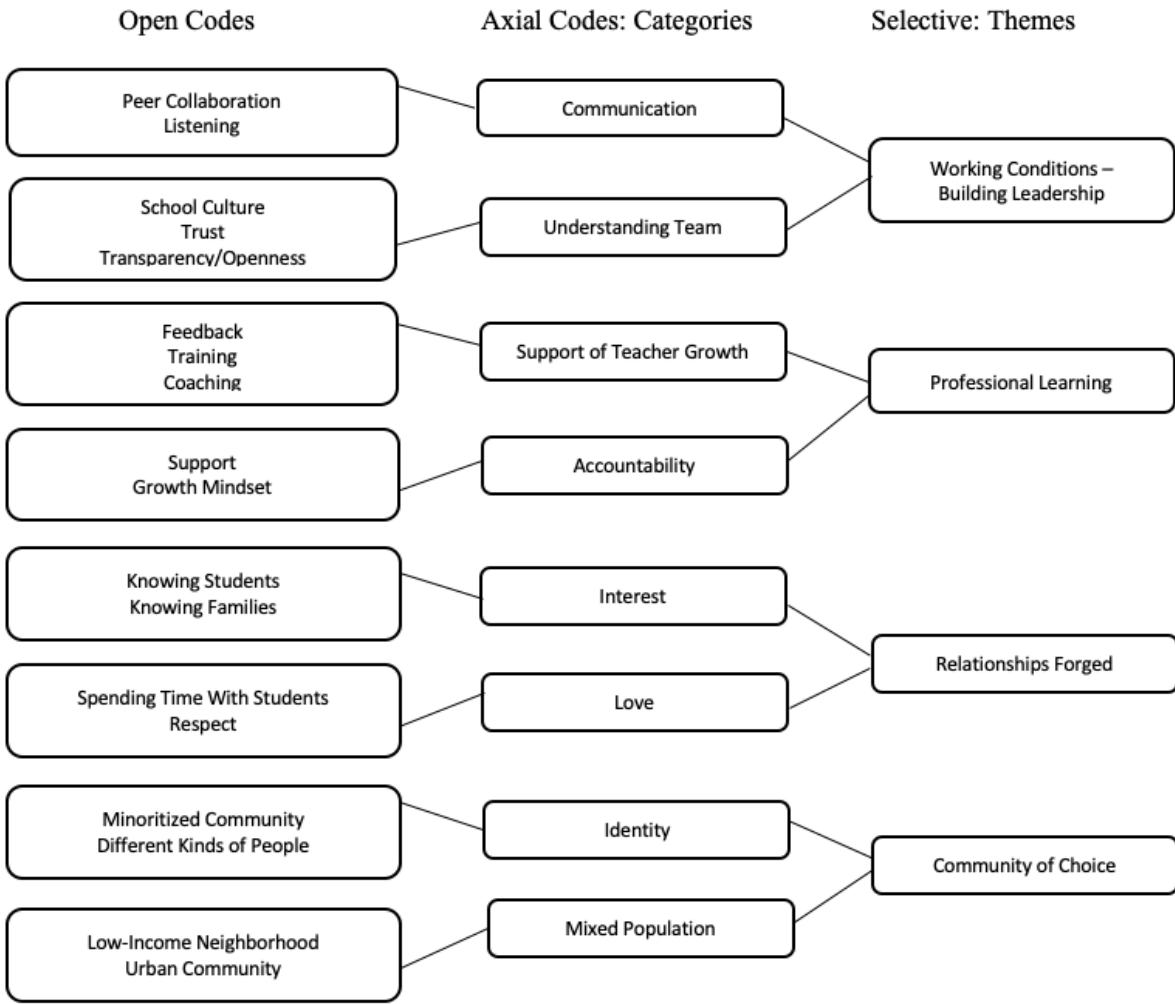 Open Codes
Axial Codes: Categories
Selective: Themes
Peer Collaboration
Listening
Communication
Working Conditions –
Building Leadership
School Culture
Trust
Transparency/Openness
Understanding Team
Feedback
Training
Coaching
Support of Teacher Growth
Professional Learning
Support
Growth Mindset
Accountability
Knowing Students
Knowing Families
Interest
Relationships Forged
Spending Time With Students
Respect
Love
Minoritized Community
Different Kinds of People
Identity
Community of Choice
Low-Income Neighborhood
Urban Community
Mixed Population